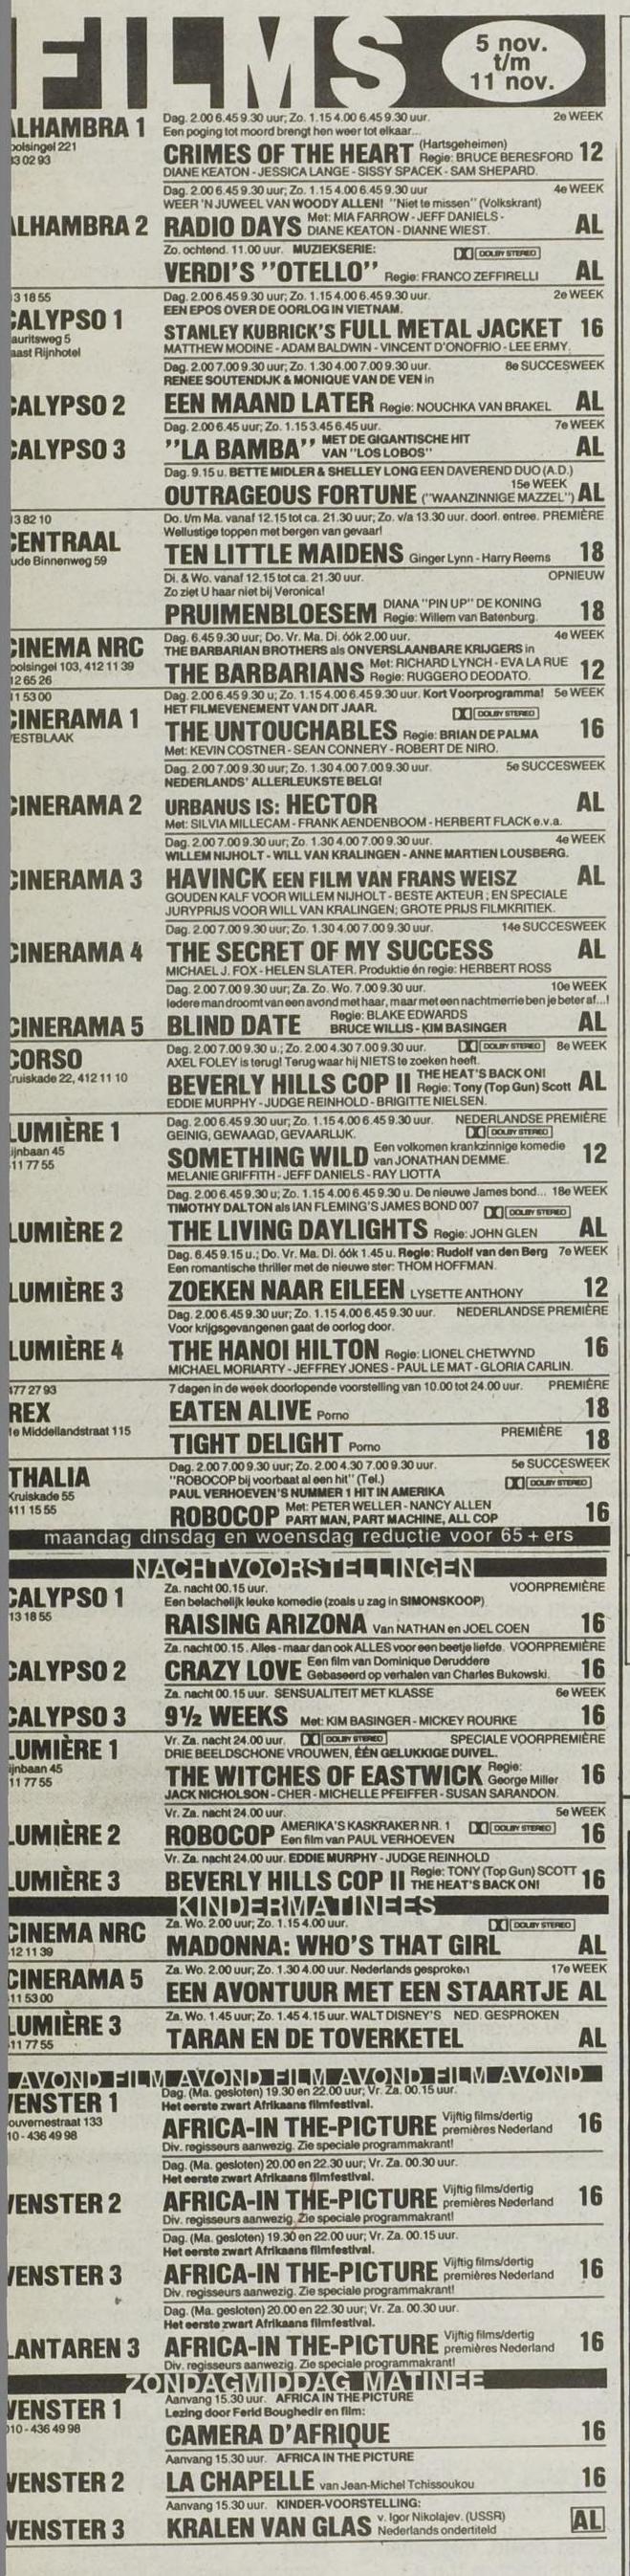 FILMS
5 nov.
t/m
11 nov.
Dag. 2.00 6.45 9.30 uur; Zo. 1.15 4.00 6.45 9.30 uur. 2e WEEK
LHAMBRA 1 Een poging tot moord brengt hen weer tot elkaar...
oolsingel 221
3 02 93
CRIMES OF THE HEART (Hartsgeheimen) Regie: BRUCE BERESFORD 12
DIANE KEATON - JESSICA LANGE - SISSY SPACEK - SAM SHEPARD.
Dag. 2.00 6.45 9.30 uur; Zo. 1.15 4.00 6.45 9.30 uur 4e WEEK
WEER 'N JUWEEL VAN WOODY ALLEN! "Niet te missen" (Volkskrant)
LHAMBRA 2 RADIO DAYS Met: MIA FARROW - JEFF DANIELS - DIANE KEATON - DIANNE WIEST. AL
Zo. ochtend. 11.00 uur. MUZIEKSERIE: DOLBY STEREO
VERDI'S "OTELLO" Regie: FRANCO ZEFFIRELLI AL
3 18 55 Dag. 2.00 6.45 9.30 uur; Zo. 1.15 4.00 6.45 9.30 uur. 2e WEEK
ALYPSO 1 EEN EPOS OVER DE OORLOG IN VIETNAM.
auritsweg 5
aast Rijnhotel
STANLEY KUBRICK'S FULL METAL JACKET 16
MATTHEW MODINE - ADAM BALDWIN - VINCENT D'ONOFRIO - LEE ERMY.
Dag. 2.00 7.00 9.30 uur; Zo. 1.30 4.00 7.00 9.30 uur. 8e SUCCESWEEK
RENEE SOUTENDIJK & MONIQUE VAN DE VEN in
ALYPSO 2 EEN MAAND LATER Regie: NOUCHKA VAN BRAKEL AL
Dag. 2.00 6.45 uur; Zo. 1.15 3.45 6.45 uur. 7e WEEK
ALYPSO 3 "LA BAMBA" MET DE GIGANTISCHE HIT VAN "LOS LOBOS" AL
Dag. 9.15 u. BETTE MIDLER & SHELLEY LONG EEN DAVEREND DUO (A.D.)
15e WEEK
OUTRAGEOUS FORTUNE ("WAANZINNIGE MAZZEL") AL
3 82 10 Do. t/m Ma. vanaf 12.15 tot ca. 21.30 uur; Zo. v/a 13.30 uur. doorl. entree. PREMIÈRE
ENTRAAL Wellustige toppen met bergen van gevaar!
ude Binnenweg 59 TEN LITTLE MAIDENS Ginger Lynn - Harry Reems 18
Di. & Wo. vanaf 12.15 tot ca. 21.30 uur. OPNIEUW
Zo ziet U haar niet bij Veronica!
PRUIMENBLOESEM DIANA "PIN UP" DE KONING Regie: Willem van Batenburg. 18
Dag. 6.45 9.30 uur; Do. Vr. Ma. Di. óók 2.00 uur. 4e WEEK
INEMA NRC THE BARBARIAN BROTHERS als ONVERSLAANBARE KRIJGERS in
oolsingel 103, 412 11 39
12 65 26
THE BARBARIANS Met: RICHARD LYNCH - EVA LA RUE Regie: RUGGERO DEODATO. 12
11 53 00 Dag. 2.00 6.45 9.30 u; Zo. 1.15 4.00 6.45 9.30 uur. Kort Voorprogramma! 5e WEEK
INERAMA 1 HET FILMEVENEMENT VAN DIT JAAR. DOLBY STEREO
ESTBLAAK THE UNTOUCHABLES Regie: BRIAN DE PALMA 16
Met: KEVIN COSTNER - SEAN CONNERY - ROBERT DE NIRO.
Dag. 2.00 7.00 9.30 uur; Zo. 1.30 4.00 7.00 9.30 uur. 5e SUCCESWEEK
NEDERLANDS' ALLERLEUKSTE BELG!
INERAMA 2 URBANUS IS: HECTOR AL
Met: SILVIA MILLECAM - FRANK AENDENBOOM - HERBERT FLACK e.v.a.
Dag. 2.00 7.00 9.30 uur; Zo. 1.30 4.00 7.00 9.30 uur. 4e WEEK
WILLEM NIJHOLT - WILL VAN KRALINGEN - ANNE MARTIEN LOUSBERG.
INERAMA 3 HAVINCK EEN FILM VAN FRANS WEISZ AL
GOUDEN KALF VOOR WILLEM NIJHOLT - BESTE AKTEUR; EN SPECIALE
JURYPRIJS VOOR WILL VAN KRALINGEN; GROTE PRIJS FILMKRITIEK.
Dag. 2.00 7.00 9.30 uur; Zo. 1.30 4.00 7.00 9.30 uur. 14e SUCCESWEEK
INERAMA 4 THE SECRET OF MY SUCCESS AL
MICHAEL J. FOX - HELEN SLATER. Produktie én regie: HERBERT ROSS
Dag. 2.00 7.00 9.30 uur; Za. Zo. Wo. 7.00 9.30 uur. 10e WEEK
Iedere man droomt van een avond met haar, maar met een nachtmerrie ben je beter af...!
INERAMA 5 BLIND DATE Regie: BLAKE EDWARDS BRUCE WILLIS - KIM BASINGER AL
Dag. 2.00 7.00 9.30 u.; Zo. 2.00 4.30 7.00 9.30 uur. DOLBY STEREO 8e WEEK
CORSO AXEL FOLEY is terug! Terug waar hij NIETS te zoeken heeft.
ruiskade 22, 412 11 10 BEVERLY HILLS COP II THE HEAT'S BACK ON! Regie: Tony (Top Gun) Scott AL
EDDIE MURPHY - JUDGE REINHOLD - BRIGITTE NIELSEN.
Dag. 2.00 6.45 9.30 uur; Zo. 1.15 4.00 6.45 9.30 uur. NEDERLANDSE PREMIÈRE
LUMIÈRE 1 GEINIG, GEWAAGD, GEVAARLIJK. DOLBY STEREO
ijnbaan 45
11 77 55
SOMETHING WILD Een volkomen krankzinnige komedie van JONATHAN DEMME. 12
MELANIE GRIFFITH - JEFF DANIELS - RAY LIOTTA
Dag. 2.00 6.45 9.30 u; Zo. 1.15 4.00 6.45 9.30 u. De nieuwe James bond... 18e WEEK
TIMOTHY DALTON als IAN FLEMING'S JAMES BOND 007 DOLBY STEREO
LUMIÈRE 2 THE LIVING DAYLIGHTS Regie: JOHN GLEN AL
Dag. 6.45 9.15 u.; Do. Vr. Ma. Di. óók 1.45 u. Regie: Rudolf van den Berg 7e WEEK
Een romantische thriller met de nieuwe ster: THOM HOFFMAN.
LUMIÈRE 3 ZOEKEN NAAR EILEEN LYSETTE ANTHONY 12
Dag. 2.00 6.45 9.30 uur; Zo. 1.15 4.00 6.45 9.30 uur. NEDERLANDSE PREMIÈRE
Voor krijgsgevangenen gaat de oorlog door.
LUMIÈRE 4 THE HANOI HILTON Regie: LIONEL CHETWYND 16
MICHAEL MORIARTY - JEFFREY JONES - PAUL LE MAT - GLORIA CARLIN.
477 27 93 7 dagen in de week doorlopende voorstelling van 10.00 tot 24.00 uur. PREMIÈRE
REX EATEN ALIVE Porno 18
1e Middellandstraat 115 PREMIÈRE
TIGHT DELIGHT Porno 18
Dag. 2.00 7.00 9.30 uur; Zo. 2.00 4.30 7.00 9.30 uur. 5e SUCCESWEEK
THALIA "ROBOCOP bij voorbaat al een hit" (Tel.) DOLBY STEREO
Kruiskade 55 PAUL VERHOEVEN'S NUMMER 1 HIT IN AMERIKA
411 15 55 ROBOCOP Met: PETER WELLER - NANCY ALLEN PART MAN, PART MACHINE, ALL COP 16
maandag dinsdag en woensdag reductie voor 65 + ers
NACHTVOORSTELLINGEN
Za. nacht 00.15 uur. VOORPREMIÈRE
ALYPSO 1 Een belachelijk leuke komedie (zoals u zag in SIMONSKOOP)
13 18 55 RAISING ARIZONA Van NATHAN en JOEL COEN 16
Za. nacht 00.15. Alles - maar dan ook ALLES voor een beetje liefde. VOORPREMIÈRE
ALYPSO 2 CRAZY LOVE Een film van Dominique Deruddere Gebaseerd op verhalen van Charles Bukowski. 16
Za. nacht 00.15 uur. SENSUALITEIT MET KLASSE 6e WEEK
ALYPSO 3 9½ WEEKS Met: KIM BASINGER - MICKEY ROURKE 16
Vr. Za. nacht 24.00 uur. DOLBY STEREO SPECIALE VOORPREMIÈRE
LUMIÈRE 1 DRIE BEELDSCHONE VROUWEN, ÉÉN GELUKKIGE DUIVEL.
ijnbaan 45
11 77 55
THE WITCHES OF EASTWICK Regie: George Miller 16
JACK NICHOLSON - CHER - MICHELLE PFEIFFER - SUSAN SARANDON.
Vr. Za. nacht 24.00 uur. 5e WEEK
LUMIÈRE 2 ROBOCOP AMERIKA'S KASKRAKER NR. 1 Een film van PAUL VERHOEVEN DOLBY STEREO 16
Vr. Za. nacht 24.00 uur. EDDIE MURPHY - JUDGE REINHOLD
LUMIÈRE 3 BEVERLY HILLS COP II Regie: TONY (Top Gun) SCOTT THE HEAT'S BACK ON! 16
KINDERMATINEES
Za. Wo. 2.00 uur; Zo. 1.15 4.00 uur. DOLBY STEREO
CINEMA NRC MADONNA: WHO'S THAT GIRL AL
12 11 39
Za. Wo. 2.00 uur; Zo. 1.30 4.00 uur. Nederlands gesproken 17e WEEK
CINERAMA 5 EEN AVONTUUR MET EEN STAARTJE AL
11 53 00
Za. Wo. 1.45 uur; Zo. 1.45 4.15 uur. WALT DISNEY'S NED. GESPROKEN
LUMIÈRE 3 TARAN EN DE TOVERKETEL AL
11 77 55
AVOND FILM AVOND FILM AVOND FILM AVOND
Dag. (Ma. gesloten) 19.30 en 22.00 uur; Vr. Za. 00.15 uur.
ENSTER 1 Het eerste zwart Afrikaans filmfestival.
ouvernestraat 133
10 - 436 49 98
AFRICA-IN THE-PICTURE Vijftig films/dertig premières Nederland 16
Div. regisseurs aanwezig. Zie speciale programmakrant!
Dag. (Ma. gesloten) 20.00 en 22.30 uur; Vr. Za. 00.30 uur.
Het eerste zwart Afrikaans filmfestival.
ENSTER 2 AFRICA-IN THE-PICTURE Vijftig films/dertig premières Nederland 16
Div. regisseurs aanwezig. Zie speciale programmakrant!
Dag. (Ma. gesloten) 19.30 en 22.00 uur; Vr. Za. 00.15 uur.
Het eerste zwart Afrikaans filmfestival.
ENSTER 3 AFRICA-IN THE-PICTURE Vijftig films/dertig premières Nederland 16
Div. regisseurs aanwezig. Zie speciale programmakrant!
Dag. (Ma. gesloten) 20.00 en 22.30 uur; Vr. Za. 00.30 uur.
Het eerste zwart Afrikaans filmfestival.
LANTAREN 3 AFRICA-IN THE-PICTURE Vijftig films/dertig premières Nederland 16
Div. regisseurs aanwezig. Zie speciale programmakrant!
ZONDAGMIDDAG MATINEE
Aanvang 15.30 uur. AFRICA IN THE PICTURE
VENSTER 1 Lezing door Ferid Boughedir en film:
010 - 436 49 98 CAMERA D'AFRIQUE 16
Aanvang 15.30 uur. AFRICA IN THE PICTURE
VENSTER 2 LA CHAPELLE van Jean-Michel Tchissoukou 16
Aanvang 15.30 uur. KINDER-VOORSTELLING:
VENSTER 3 KRALEN VAN GLAS v. Igor Nikolajev. (USSR) Nederlands ondertiteld AL